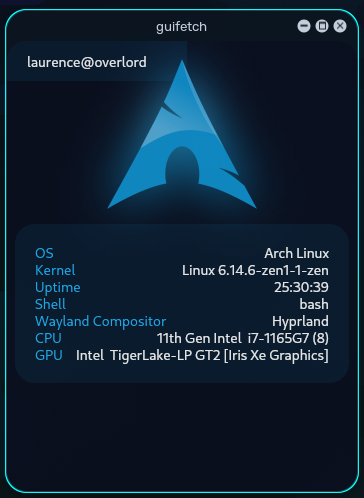 guifetch
laurence@overlord
OS Arch Linux
Kernel Linux 6.14.6-zen1-1-zen
Uptime 25:30:39
Shell bash
Wayland Compositor Hyprland
CPU 11th Gen Intel i7-1165G7 (8)
GPU Intel TigerLake-LP GT2 [Iris Xe Graphics]